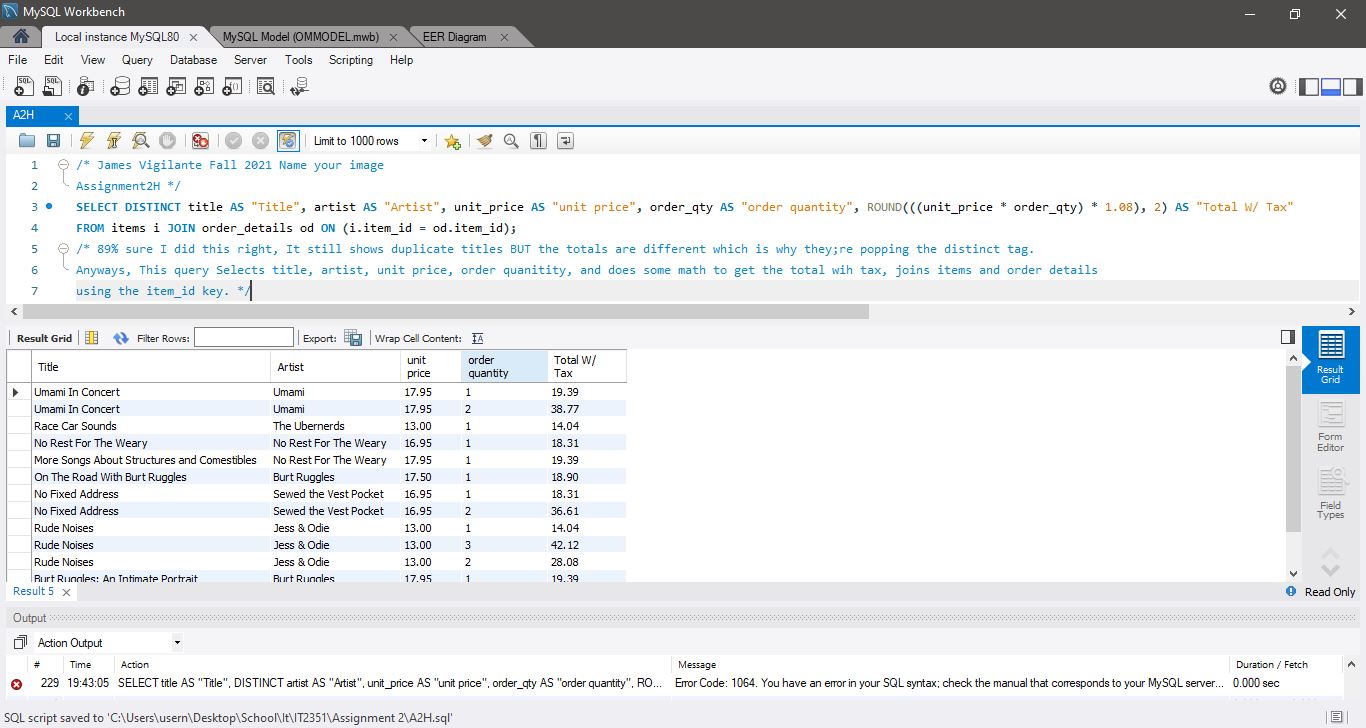 MySQL Workbench
Local instance MySQL80 MySQL Model (OMMODEL.mwb) EER Diagram
File Edit View Query Database Server Tools Scripting Help
A2H
Limit to 1000 rows
1 /* James Vigilante Fall 2021 Name your image
2 Assignment2H */
3 SELECT DISTINCT title AS "Title", artist AS "Artist", unit_price AS "unit price", order_qty AS "order quantity", ROUND(((unit_price * order_qty) * 1.08), 2) AS "Total W/ Tax"
4 FROM items i JOIN order_details od ON (i.item_id = od.item_id);
5 /* 89% sure I did this right, It still shows duplicate titles BUT the totals are different which is why they;re popping the distinct tag.
6 Anyways, This query Selects title, artist, unit price, order quanitity, and does some math to get the total wih tax, joins items and order details
7 using the item_id key. */
Result Grid Filter Rows: Export: Wrap Cell Content:
Title Artist unit price order quantity Total W/ Tax
Umami In Concert Umami 17.95 1 19.39
Umami In Concert Umami 17.95 2 38.77
Race Car Sounds The Ubernerds 13.00 1 14.04
No Rest For The Weary No Rest For The Weary 16.95 1 18.31
More Songs About Structures and Comestibles No Rest For The Weary 17.95 1 19.39
On The Road With Burt Ruggles Burt Ruggles 17.50 1 18.90
No Fixed Address Sewed the Vest Pocket 16.95 1 18.31
No Fixed Address Sewed the Vest Pocket 16.95 2 36.61
Rude Noises Jess & Odie 13.00 1 14.04
Rude Noises Jess & Odie 13.00 3 42.12
Rude Noises Jess & Odie 13.00 2 28.08
Burt Ruggles: An Intimate Portrait Burt Ruggles 17.95 1 19.39
Result Grid
Form Editor
Field Types
Result 5 Read Only
Output
Action Output
# Time Action Message Duration / Fetch
229 19:43:05 SELECT title AS "Title", DISTINCT artist AS "Artist", unit_price AS "unit price", order_qty AS "order quantity", RO... Error Code: 1064. You have an error in your SQL syntax; check the manual that corresponds to your MySQL server... 0.000 sec
SQL script saved to 'C:\Users\usern\Desktop\School\It\IT2351\Assignment 2\A2H.sql'